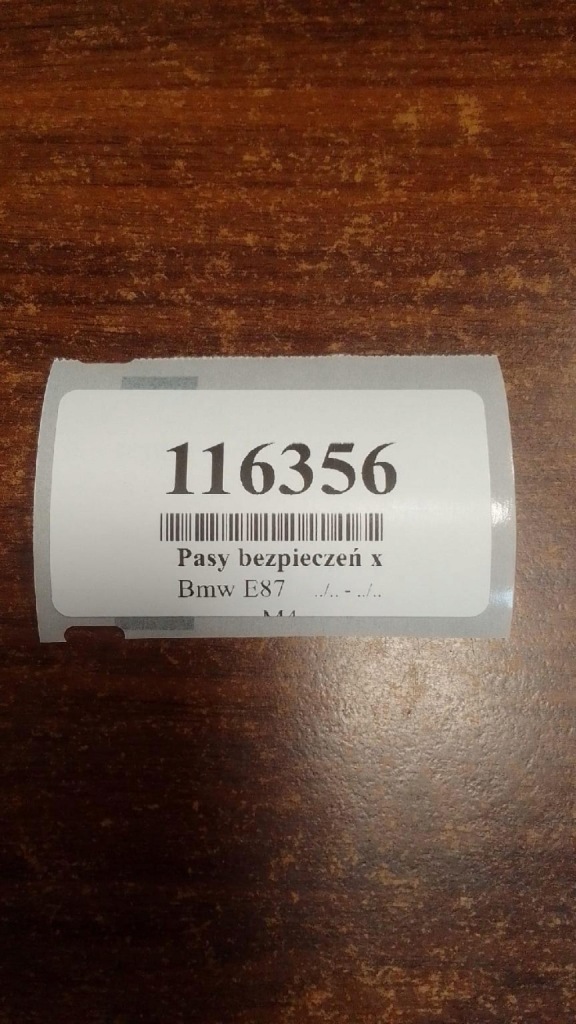 116356
Pasy bezpieczeń x
Bmw E87 ../.. - ../..